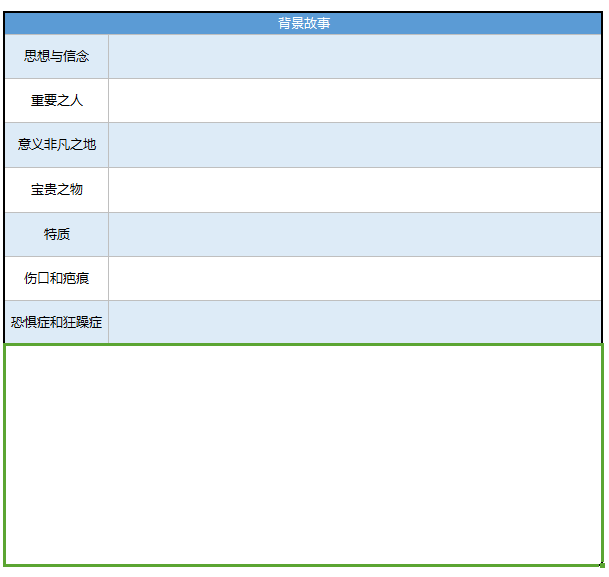 背景故事
思想与信念
重要之人
意义非凡之地
宝贵之物
特质
伤口和疤痕
恐惧症和狂躁症